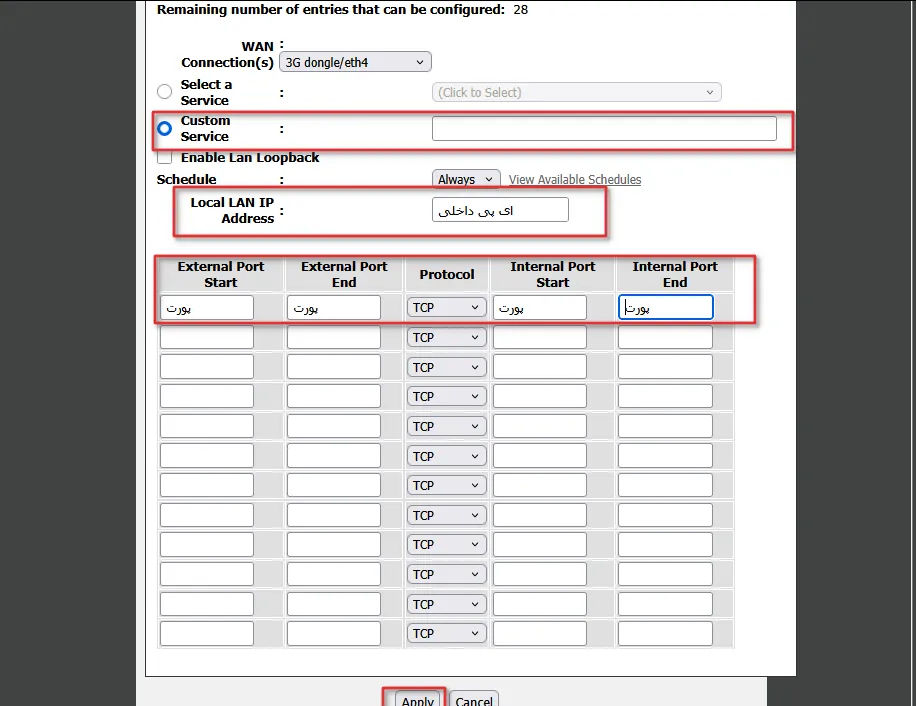 Remaining number of entries that can be configured: 28
WAN Connection(s) : 3G dongle/eth4
Select a Service : (Click to Select)
Custom Service :
Enable Lan Loopback
Schedule : Always View Available Schedules
Local LAN IP Address : ای پی داخلی
External Port Start External Port End Protocol Internal Port Start Internal Port End
پورت پورت TCP پورت پورت
TCP
TCP
TCP
TCP
TCP
TCP
TCP
TCP
TCP
TCP
TCP
Apply Cancel